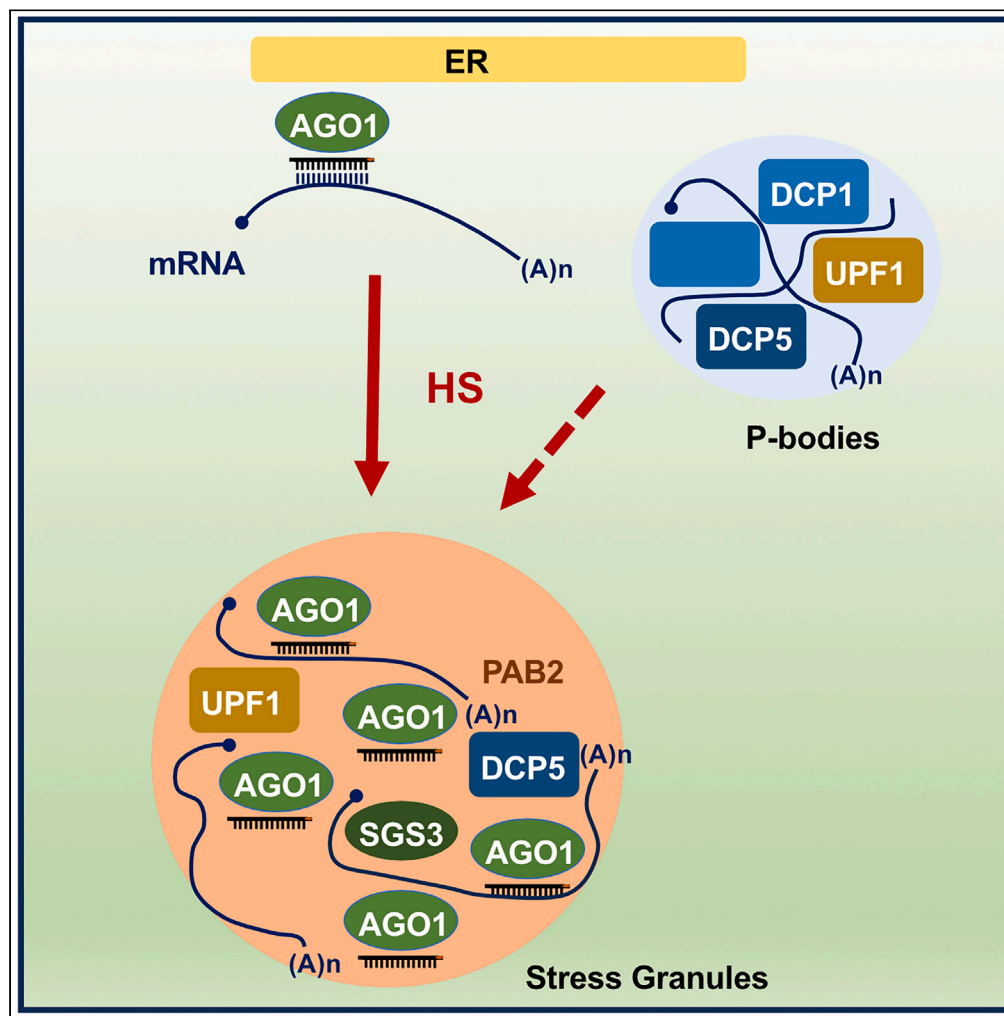 ER
AGO1
mRNA
(A)n
DCP1
UPF1
DCP5
(A)n
P-bodies
HS
AGO1
PAB2
UPF1
AGO1
(A)n
DCP5
(A)n
AGO1
SGS3
AGO1
AGO1
(A)n
Stress Granules